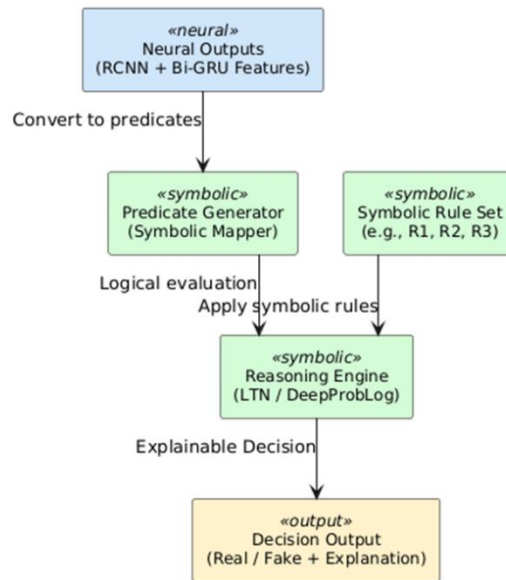 «neural»
Neural Outputs
(RCNN + Bi-GRU Features)
Convert to predicates
«symbolic»
Predicate Generator
(Symbolic Mapper)
«symbolic»
Symbolic Rule Set
(e.g., R1, R2, R3)
Logical evaluation
Apply symbolic rules
«symbolic»
Reasoning Engine
(LTN / DeepProbLog)
Explainable Decision
«output»
Decision Output
(Real / Fake + Explanation)